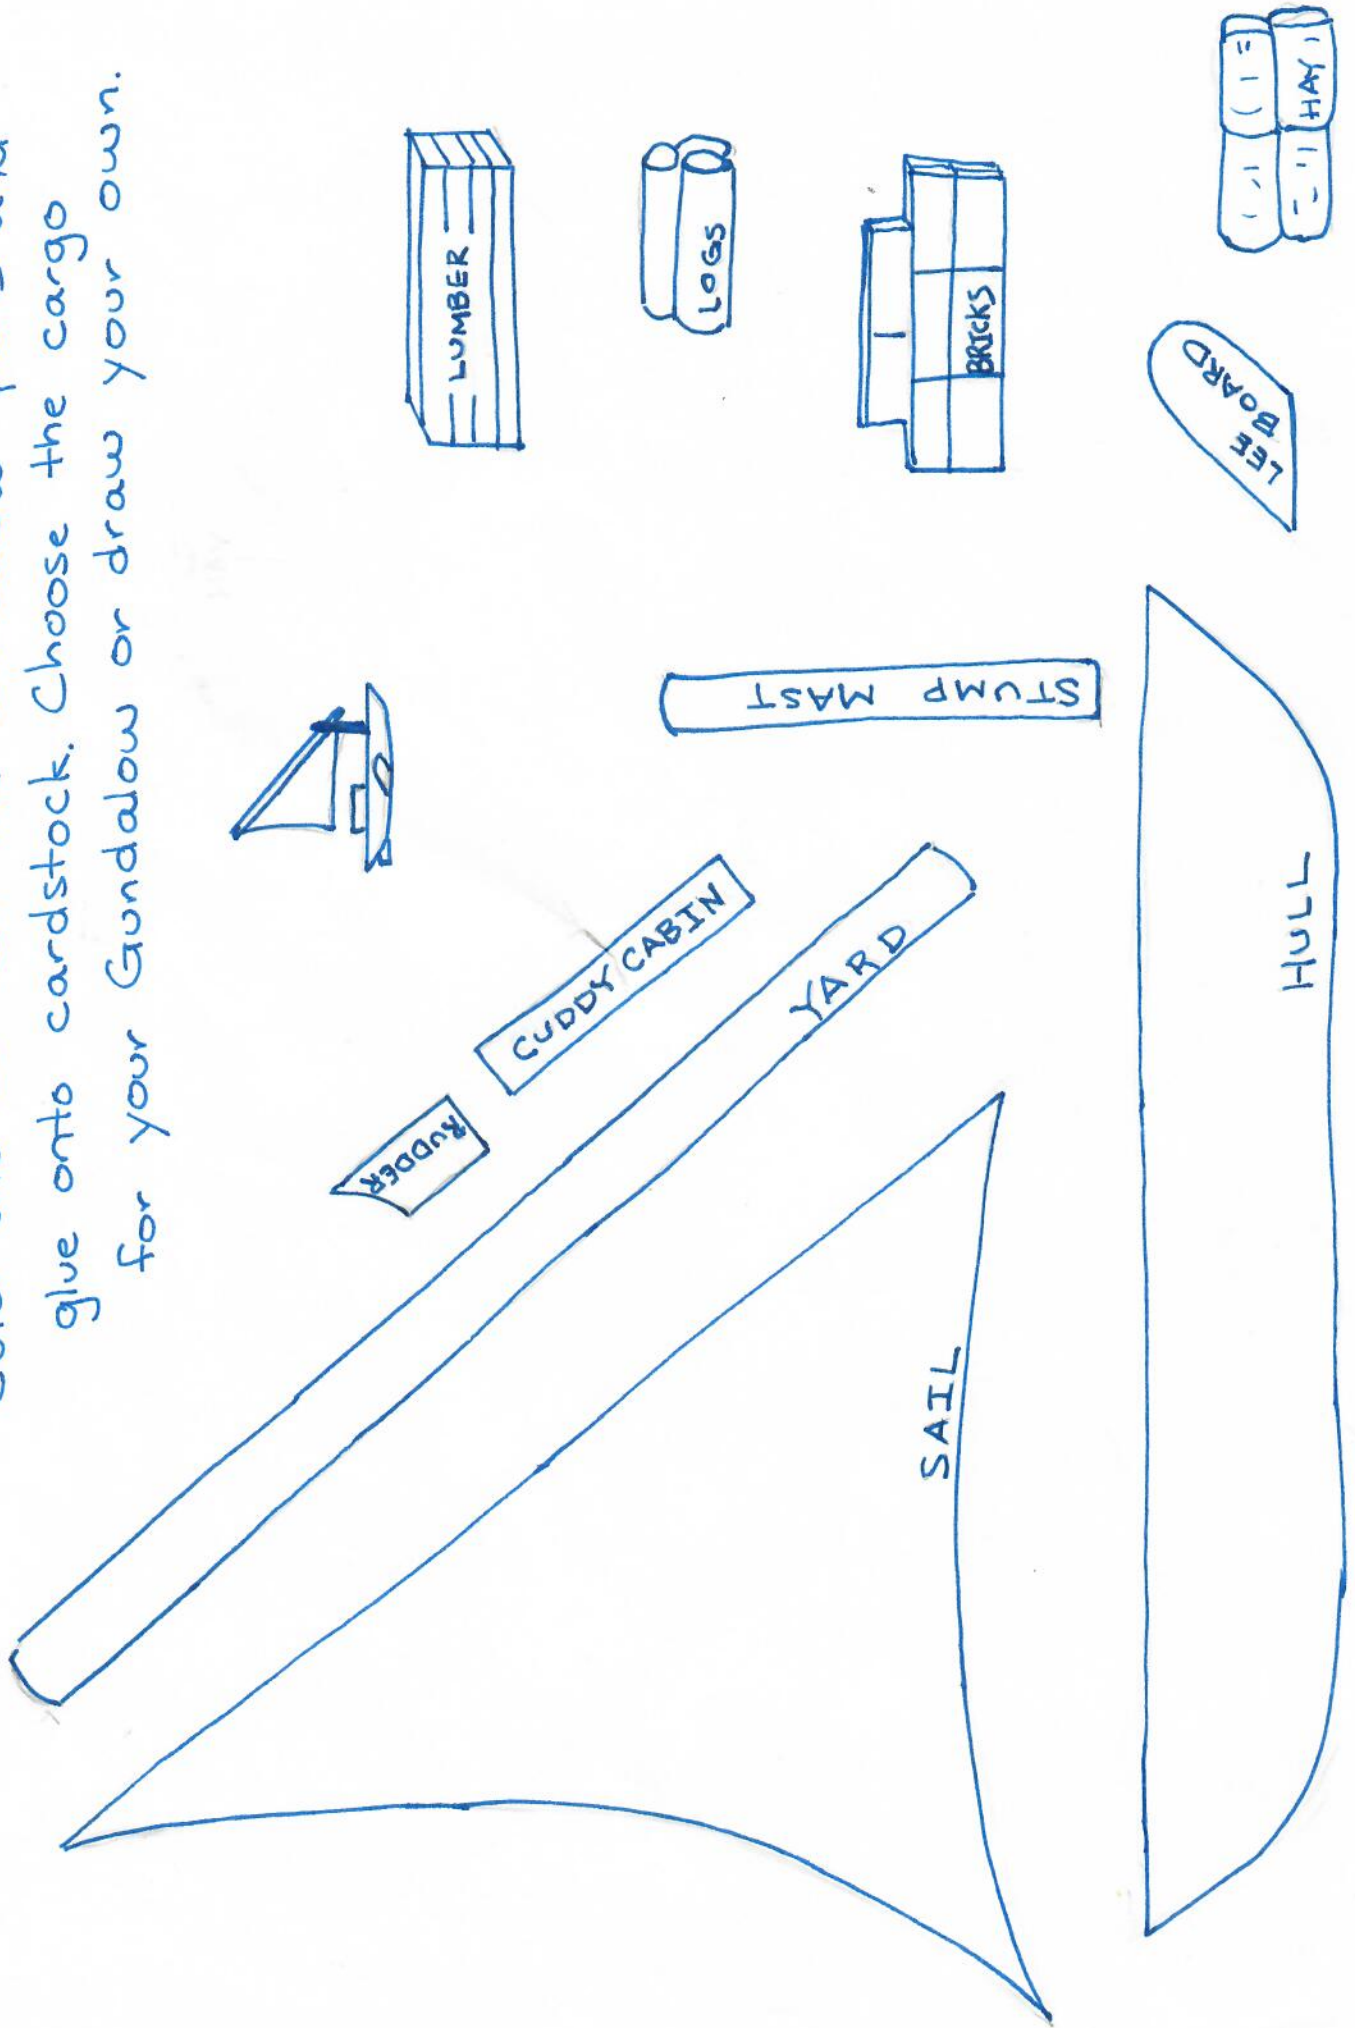 glue onto cardstock. Choose the cargo
for your Gundalow or draw your own.
LUMBER
LOGS
BRICKS
HAY
LEE
BOARD
STUMP MAST
CUDDY CABIN
RUDDER
YARD
SAIL
HULL